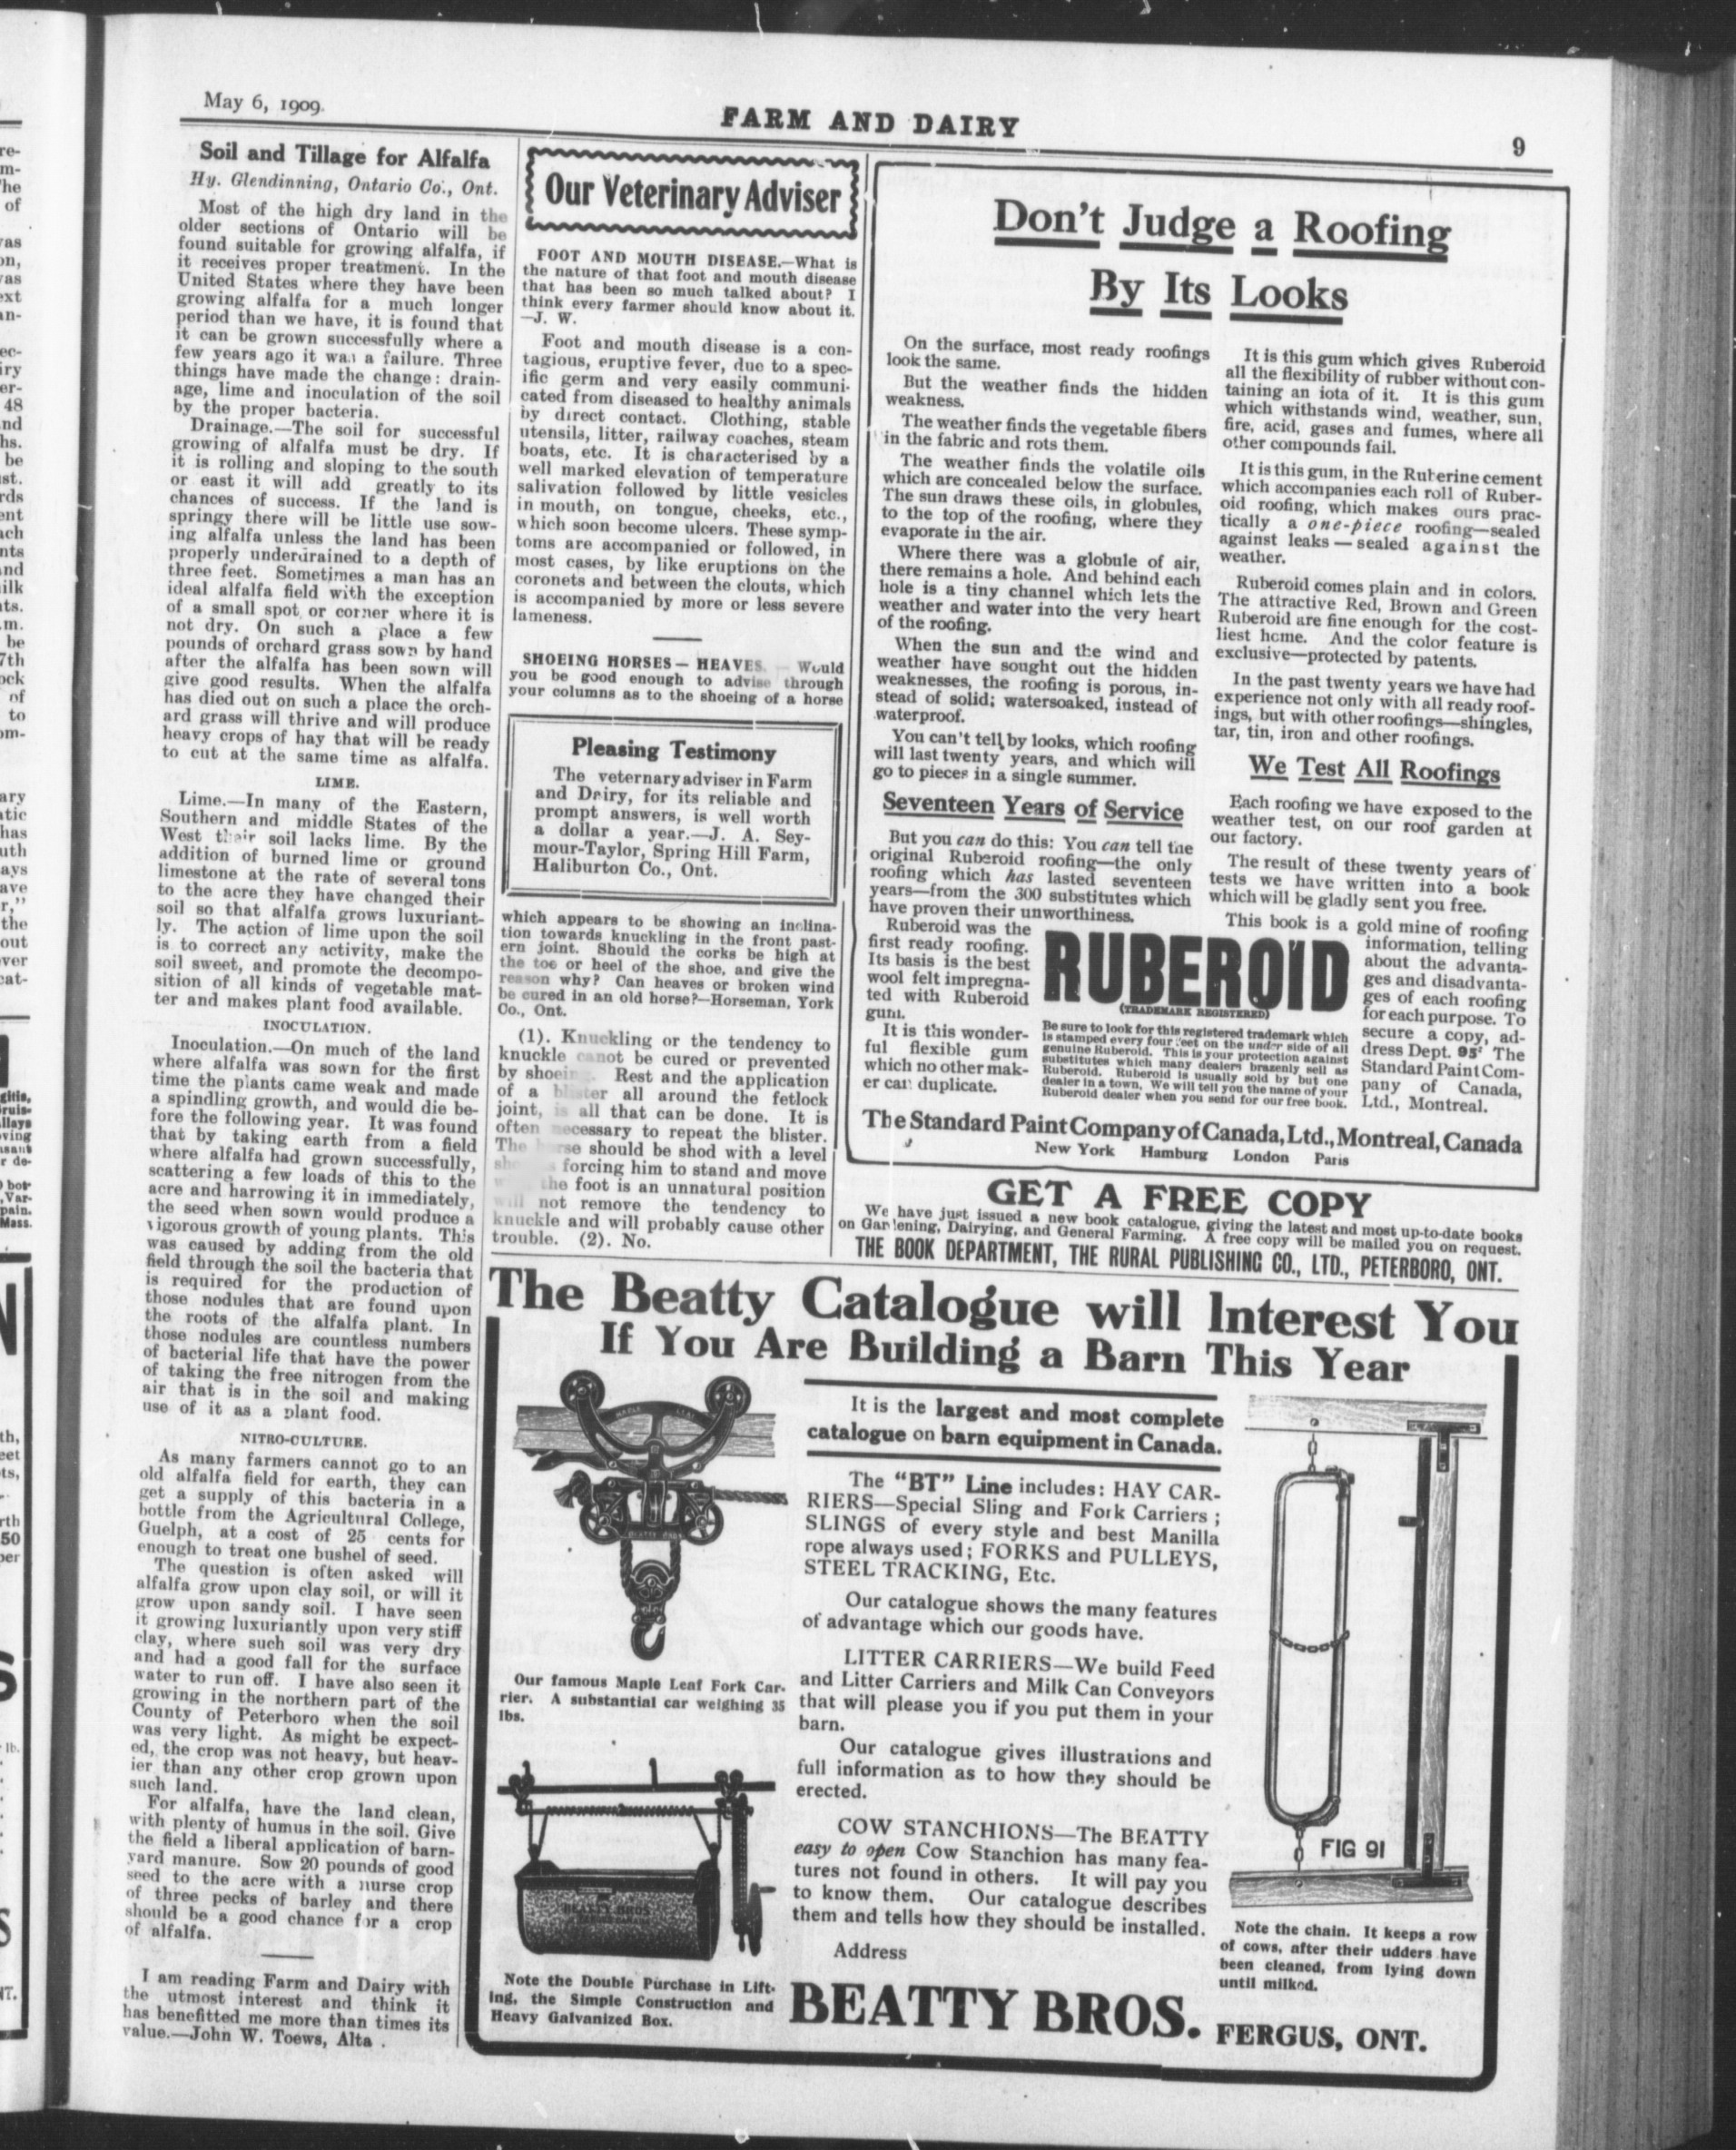 May 6, 1909.
FARM AND DAIRY
9
Soil and Tillage for Alfalfa
Hy. Glendinning, Ontario Co., Ont.
Most of the high dry land in the
older sections of Ontario will be
found suitable for growing alfalfa, if
it receives proper treatment. In the
United States where they have been
growing alfalfa for a much longer
period than we have, it is found that
it can be grown successfully where a
few years ago it was a failure. Three
things have made the change: drain-
age, lime and inoculation of the soil
by the proper bacteria.
Drainage.—The soil for successful
growing of alfalfa must be dry. If
it is rolling and sloping to the south
or east it will add greatly to its
chances of success. If the land is
springy there will be little use sow-
ing alfalfa unless the land has been
properly underdrained to a depth of
three feet. Sometimes a man has an
ideal alfalfa field with the exception
of a small spot or corner where it is
not dry. On such a place a few
pounds of orchard grass sown by hand
after the alfalfa has been sown will
give good results. When the alfalfa
has died out on such a place the orch-
ard grass will thrive and will produce
heavy crops of hay that will be ready
to cut at the same time as alfalfa.
LIME.
Lime.—In many of the Eastern,
Southern and middle States of the
West their soil lacks lime. By the
addition of burned lime or ground
limestone at the rate of several tons
to the acre they have changed their
soil so that alfalfa grows luxuriant-
ly. The action of lime upon the soil
is to correct any activity, make the
soil sweet, and promote the decompo-
sition of all kinds of vegetable mat-
ter and makes plant food available.
INOCULATION.
Inoculation.—On much of the land
where alfalfa was sown for the first
time the plants came weak and made
a spindling growth, and would die be-
fore the following year. It was found
that by taking earth from a field
where alfalfa had grown successfully,
scattering a few loads of this to the
acre and harrowing it in immediately,
the seed when sown would produce a
vigorous growth of young plants. This
was caused by adding from the old
field through the soil the bacteria that
is required for the production of
those nodules that are found upon
the roots of the alfalfa plant. In
those nodules are countless numbers
of bacterial life that have the power
of taking the free nitrogen from the
air that is in the soil and making
use of it as a plant food.
NITRO-CULTURE.
As many farmers cannot go to an
old alfalfa field for earth, they can
get a supply of this bacteria in a
bottle from the Agricultural College,
Guelph, at a cost of 25 cents for
enough to treat one bushel of seed.
The question is often asked will
alfalfa grow upon clay soil, or will it
grow upon sandy soil. I have seen
it growing luxuriantly upon very stiff
clay, where such soil was very dry
and had a good fall for the surface
water to run off. I have also seen it
growing in the northern part of the
County of Peterboro when the soil
was very light. As might be expect-
ed, the crop was not heavy, but heav-
ier than any other crop grown upon
such land.
For alfalfa, have the land clean,
with plenty of humus in the soil. Give
the field a liberal application of barn-
yard manure. Sow 20 pounds of good
seed to the acre with a nurse crop
of three pecks of barley and there
should be a good chance for a crop
of alfalfa.
I am reading Farm and Dairy with
the utmost interest and think it
has benefitted me more than times its
value.—John W. Toews, Alta .
Our Veterinary Adviser
FOOT AND MOUTH DISEASE.—What is
the nature of that foot and mouth disease
that has been so much talked about? I
think every farmer should know about it.
—J. W.
Foot and mouth disease is a con-
tagious, eruptive fever, due to a spec-
ific germ and very easily communi-
cated from diseased to healthy animals
by direct contact. Clothing, stable
utensils, litter, railway coaches, steam
boats, etc. It is characterised by a
well marked elevation of temperature
salivation followed by little vesicles
in mouth, on tongue, cheeks, etc.,
which soon become ulcers. These symp-
toms are accompanied or followed, in
most cases, by like eruptions on the
coronets and between the clouts, which
is accompanied by more or less severe
lameness.
SHOEING HORSES—HEAVES.—Would
you be good enough to advise through
your columns as to the shoeing of a horse
Pleasing Testimony
The veternary adviser in Farm
and Dairy, for its reliable and
prompt answers, is well worth
a dollar a year.—J. A. Sey-
mour-Taylor, Spring Hill Farm,
Haliburton Co., Ont.
which appears to be showing an inclina-
tion towards knuckling in the front past-
ern joint. Should the corks be high at
the toe or heel of the shoe, and give the
reason why? Can heaves or broken wind
be cured in an old horse?—Horseman, York
Co., Ont.
(1). Knuckling or the tendency to
knuckle not be cured or prevented
by Rest and the application
of a blister all around the fetlock
joint, is all that can be done. It is
often necessary to repeat the blister.
The horse should be shod with a level
forcing him to stand and move
the foot is an unnatural position
will not remove the tendency to
knuckle and will probably cause other
trouble. (2). No.
Don't Judge a Roofing
By Its Looks
On the surface, most ready roofings
look the same.
But the weather finds the hidden
weakness.
The weather finds the vegetable fibers
in the fabric and rots them.
The weather finds the volatile oils
which are concealed below the surface.
The sun draws these oils, in globules,
to the top of the roofing, where they
evaporate in the air.
Where there was a globule of air,
there remains a hole. And behind each
hole is a tiny channel which lets the
weather and water into the very heart
of the roofing.
When the sun and the wind and
weather have sought out the hidden
weaknesses, the roofing is porous, in-
stead of solid; watersoaked, instead of
waterproof.
You can't tell by looks, which roofing
will last twenty years, and which will
go to pieces in a single summer.
Seventeen Years of Service
But you can do this: You can tell the
original Ruberoid roofing—the only
roofing which has lasted seventeen
years—from the 300 substitutes which
have proven their unworthiness.
Ruberoid was the
first ready roofing.
Its basis is the best
wool felt impregna-
ted with Ruberoid
gum.
It is this wonder-
ful flexible gum
which no other mak-
er can duplicate.
It is this gum which gives Ruberoid
all the flexibility of rubber without con-
taining an iota of it. It is this gum
which withstands wind, weather, sun,
fire, acid, gases and fumes, where all
other compounds fail.
It is this gum, in the Ruberine cement
which accompanies each roll of Ruber-
oid roofing, which makes ours prac-
tically a one-piece roofing—sealed
against leaks—sealed against the
weather.
Ruberoid comes plain and in colors.
The attractive Red, Brown and Green
Ruberoid are fine enough for the cost-
liest home. And the color feature is
exclusive—protected by patents.
In the past twenty years we have had
experience not only with all ready roof-
ings, but with other roofings—shingles,
tar, tin, iron and other roofings.
We Test All Roofings
Each roofing we have exposed to the
weather test, on our roof garden at
our factory.
The result of these twenty years of
tests we have written into a book
which will be gladly sent you free.
This book is a gold mine of roofing
information, telling
about the advanta-
ges and disadvanta-
ges of each roofing
for each purpose. To
secure a copy, ad-
dress Dept. The
Standard Paint Com-
pany of Canada,
Ltd., Montreal.
RUBEROID
(TRADEMARK REGISTERED)
Be sure to look for this registered trademark which
is stamped every four feet on the under side of all
genuine Ruberoid. This is your protection against
substitutes which many dealers brazenly sell as
Ruberoid. Ruberoid is usually sold by but one
dealer in a town. We will tell you the name of your
Ruberoid dealer when you send for our free book.
The Standard Paint Company of Canada, Ltd., Montreal, Canada
New York Hamburg London Paris
GET A FREE COPY
We have just issued a new book catalogue, giving the latest and most up-to-date books
on Gardening, Dairying, and General Farming. A free copy will be mailed you on request.
THE BOOK DEPARTMENT, THE RURAL PUBLISHING CO., LTD., PETERBORO, ONT.
The Beatty Catalogue will Interest You
If You Are Building a Barn This Year
MAPLE LEAF
BEATTY BROS
Our famous Maple Leaf Fork Car-
rier. A substantial car weighing 35
lbs.
BEATTY BROS
Note the Double Purchase in Lift-
ing, the Simple Construction and
Heavy Galvanized Box.
It is the largest and most complete
catalogue on barn equipment in Canada.
The "BT" Line includes: HAY CAR-
RIERS—Special Sling and Fork Carriers;
SLINGS of every style and best Manilla
rope always used; FORKS and PULLEYS,
STEEL TRACKING, Etc.
Our catalogue shows the many features
of advantage which our goods have.
LITTER CARRIERS—We build Feed
and Litter Carriers and Milk Can Conveyors
that will please you if you put them in your
barn.
Our catalogue gives illustrations and
full information as to how they should be
erected.
COW STANCHIONS—The BEATTY
easy to open Cow Stanchion has many fea-
tures not found in others. It will pay you
to know them. Our catalogue describes
them and tells how they should be installed.
Address
BEATTY BROS. FERGUS, ONT.
FIG 91
Note the chain. It keeps a row
of cows, after their udders have
been cleaned, from lying down
until milked.